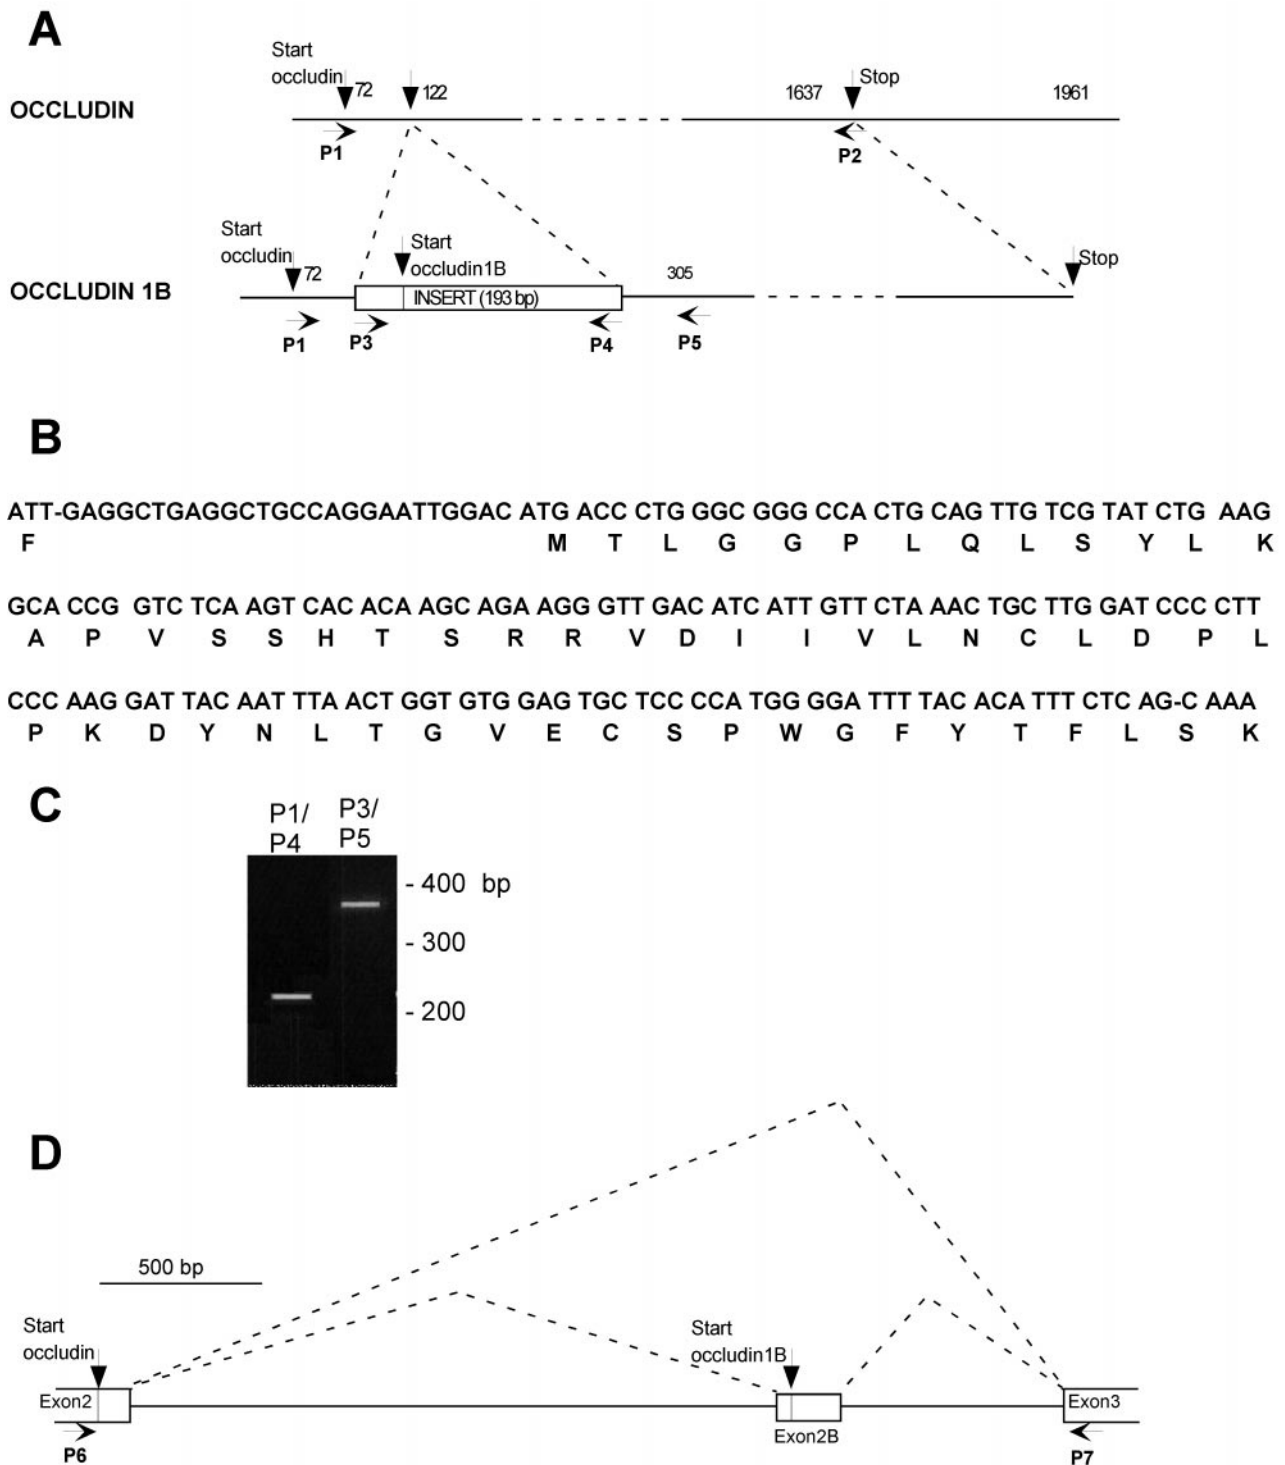 A
Start
occludin 72 122 1637 Stop 1961
OCCLUDIN
P1 P2
Start
occludin 72 Start
occludin1B 305 Stop
OCCLUDIN 1B INSERT (193 bp)
P1 P3 P4 P5
B
ATT-GAGGCTGAGGCTGCCAGGAATTGGAC ATG ACC CTG GGC GGG CCA CTG CAG TTG TCG TAT CTG AAG
F M T L G G P L Q L S Y L K
GCA CCG GTC TCA AGT CAC ACA AGC AGA AGG GTT GAC ATC ATT GTT CTA AAC TGC TTG GAT CCC CTT
A P V S S H T S R R V D I I V L N C L D P L
CCC AAG GAT TAC AAT TTA ACT GGT GTG GAG TGC TCC CCA TGG GGA TTT TAC ACA TTT CTC AG-C AAA
P K D Y N L T G V E C S P W G F Y T F L S K
C
P1/
P4
P3/
P5
- 400 bp
- 300
- 200
D
500 bp
Start
occludin
Start
occludin1B
Exon2 Exon3
Exon2B
P6 P7